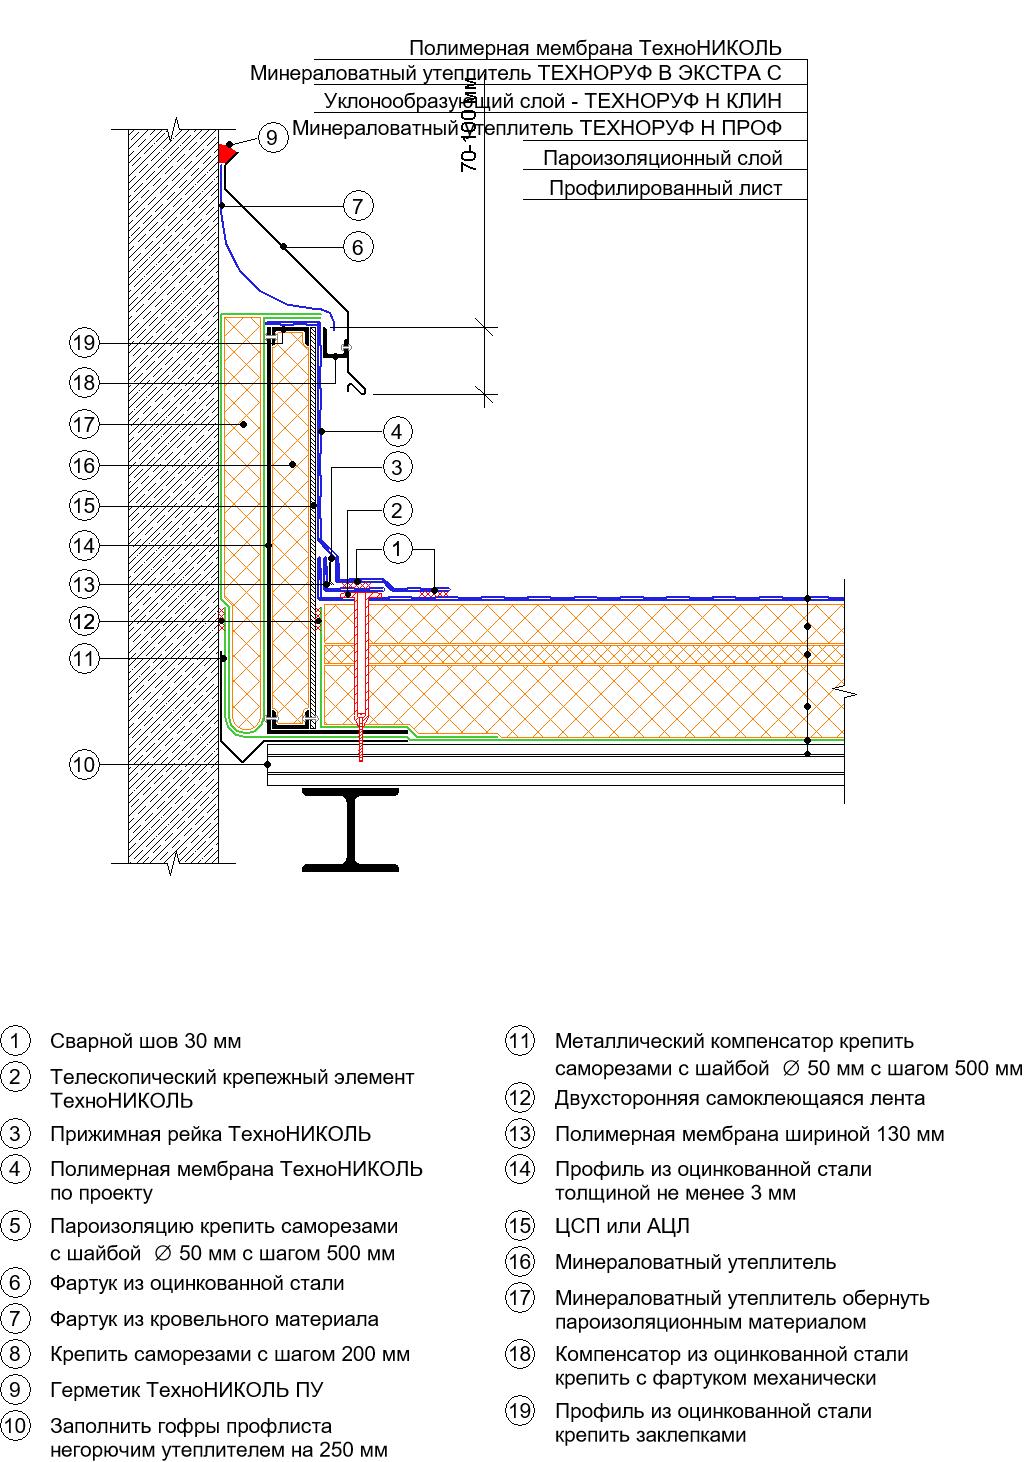 Полимерная мембрана ТехноНИКОЛЬ
Минераловатный утеплитель ТЕХНОРУФ В ЭКСТРА С
Уклонообразующий слой - ТЕХНОРУФ Н КЛИН
Минераловатный утеплитель ТЕХНОРУФ Н ПРОФ
Пароизоляционный слой
Профилированный лист
70-100 мм
9
7
6
19
18
17
4
16
3
15
2
14
1
13
12
11
10
1 Сварной шов 30 мм
2 Телескопический крепежный элемент
ТехноНИКОЛЬ
3 Прижимная рейка ТехноНИКОЛЬ
4 Полимерная мембрана ТехноНИКОЛЬ
по проекту
5 Пароизоляцию крепить саморезами
с шайбой ∅ 50 мм с шагом 500 мм
6 Фартук из оцинкованной стали
7 Фартук из кровельного материала
8 Крепить саморезами с шагом 200 мм
9 Герметик ТехноНИКОЛЬ ПУ
10 Заполнить гофры профлиста
негорючим утеплителем на 250 мм
11 Металлический компенсатор крепить
саморезами с шайбой ∅ 50 мм с шагом 500 мм
12 Двухсторонняя самоклеющаяся лента
13 Полимерная мембрана шириной 130 мм
14 Профиль из оцинкованной стали
толщиной не менее 3 мм
15 ЦСП или АЦЛ
16 Минераловатный утеплитель
17 Минераловатный утеплитель обернуть
пароизоляционным материалом
18 Компенсатор из оцинкованной стали
крепить с фартуком механически
19 Профиль из оцинкованной стали
крепить заклепками